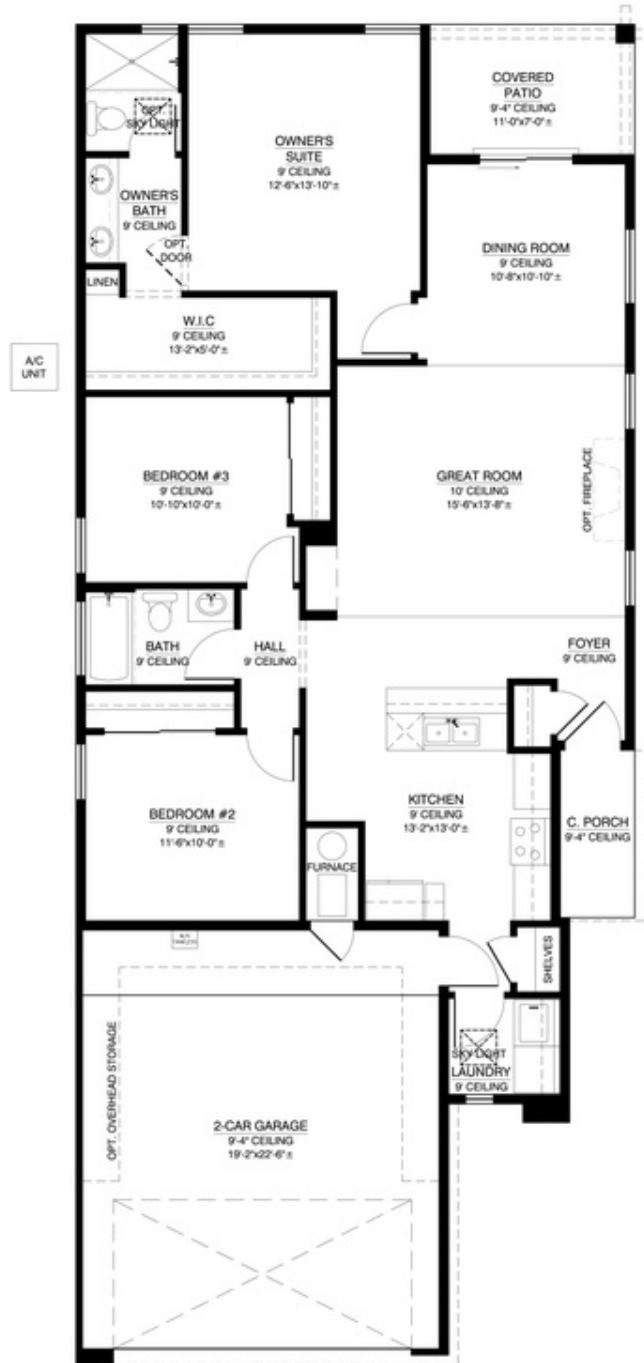 COVERED
PATIO
9'-4" CEILING
11'-0"x7'-0"±
OPT.
SKY LIGHT
OWNER'S
SUITE
9' CEILING
12'-6"x13'-10"±
OWNER'S
BATH
9' CEILING
OPT.
DOOR
DINING ROOM
9' CEILING
10'-8"x10'-10"±
LINEN
W.I.C
9' CEILING
13'-2"x5'-0"±
A/C
UNIT
BEDROOM #3
9' CEILING
10'-10"x10'-0"±
GREAT ROOM
10' CEILING
15'-6"x13'-8"±
OPT. FIREPLACE
BATH
9' CEILING
HALL
9' CEILING
FOYER
9' CEILING
BEDROOM #2
9' CEILING
11'-6"x10'-0"±
KITCHEN
9' CEILING
13'-2"x13'-0"±
C. PORCH
9'-4" CEILING
FURNACE
SHELVES
SKY LIGHT
LAUNDRY
9' CEILING
OPT. OVERHEAD STORAGE
2-CAR GARAGE
9'-4" CEILING
19'-2"x22'-6"±